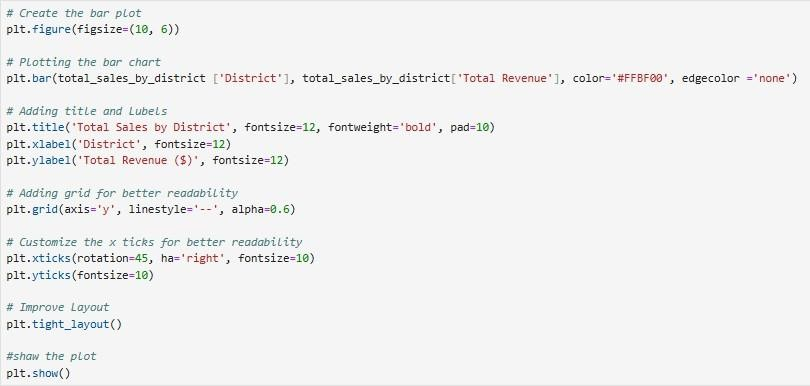 # Create the bar plot
plt.figure(figsize=(10, 6))
# Plotting the bar chart
plt.bar(total_sales_by_district ['District'], total_sales_by_district['Total Revenue'], color='#FFBF00', edgecolor ='none')
# Adding title and Lubels
plt.title('Total Sales by District', fontsize=12, fontweight='bold', pad=10)
plt.xlabel('District', fontsize=12)
plt.ylabel('Total Revenue ($)', fontsize=12)
# Adding grid for better readability
plt.grid(axis='y', linestyle='--', alpha=0.6)
# Customize the x ticks for better readability
plt.xticks(rotation=45, ha='right', fontsize=10)
plt.yticks(fontsize=10)
# Improve Layout
plt.tight_layout()
#shaw the plot
plt.show()